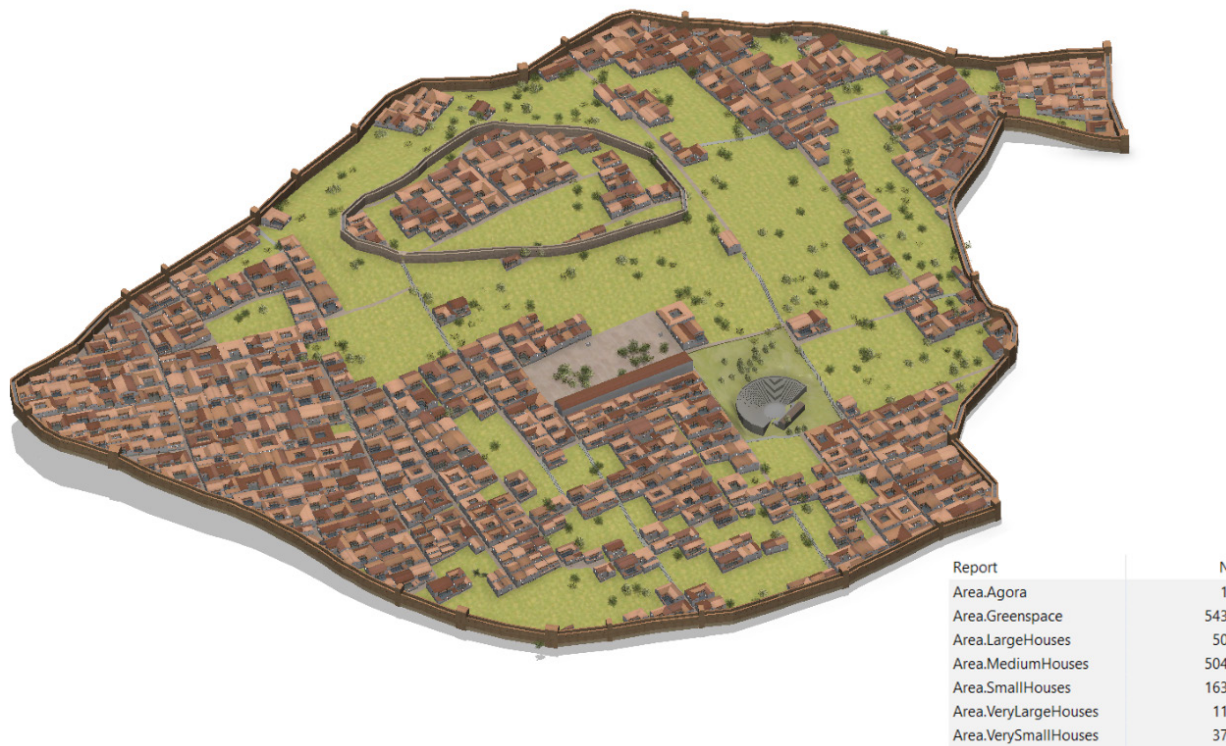 Report N
Area.Agora 1
Area.Greenspace 543
Area.LargeHouses 50
Area.MediumHouses 504
Area.SmallHouses 163
Area.VeryLargeHouses 11
Area.VerySmallHouses 37